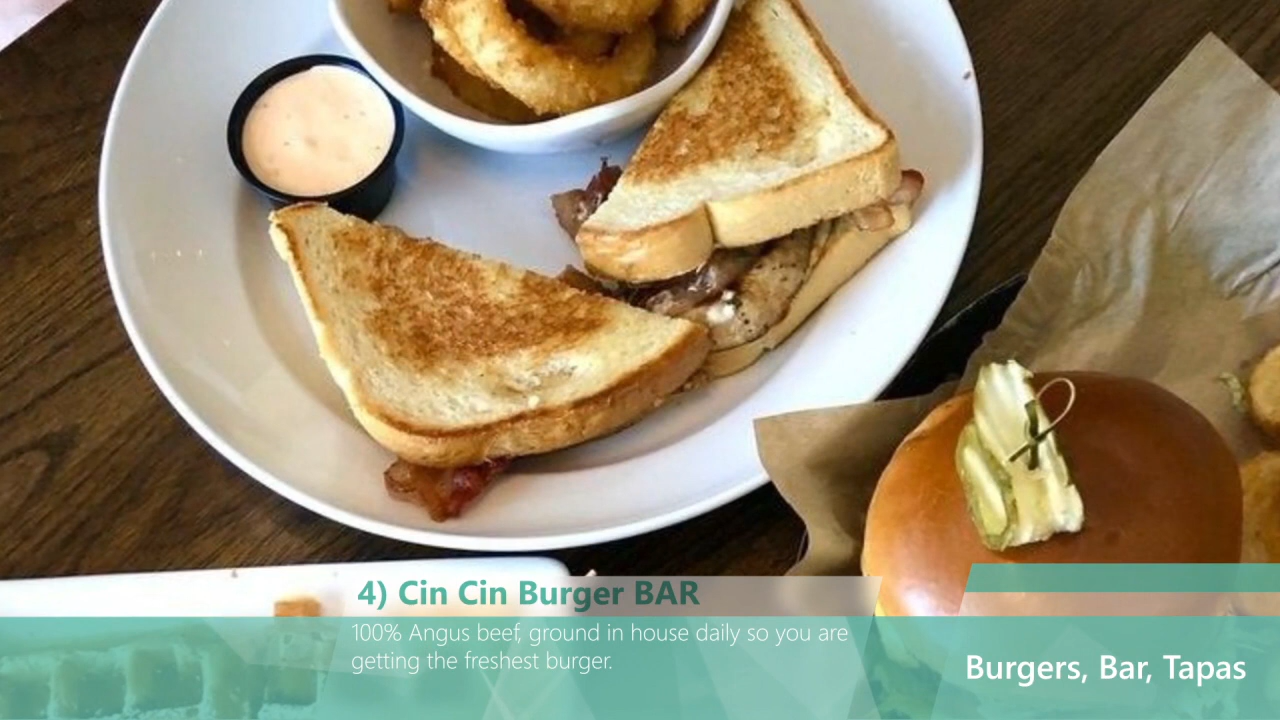 4) Cin Cin Burger BAR
100% Angus beef, ground in house daily so you are
getting the freshest burger.
Burgers, Bar, Tapas